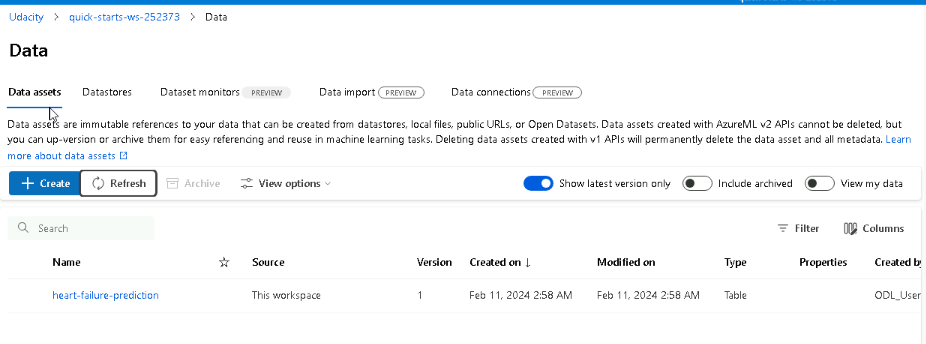 Udacity > quick-starts-ws-252373 > Data
Data
Data assets Datastores Dataset monitors PREVIEW Data import PREVIEW Data connections PREVIEW
Data assets are immutable references to your data that can be created from datastores, local files, public URLs, or Open Datasets. Data assets created with AzureML v2 APIs cannot be deleted, but
you can up-version or archive them for easy referencing and reuse in machine learning tasks. Deleting data assets created with v1 APIs will permanently delete the data asset and all metadata. Learn
more about data assets
+ Create Refresh Archive View options Show latest version only Include archived View my data
Search Filter Columns
Name Source Version Created on ↓ Modified on Type Properties Created by
heart-failure-prediction This workspace 1 Feb 11, 2024 2:58 AM Feb 11, 2024 2:58 AM Table ODL_User